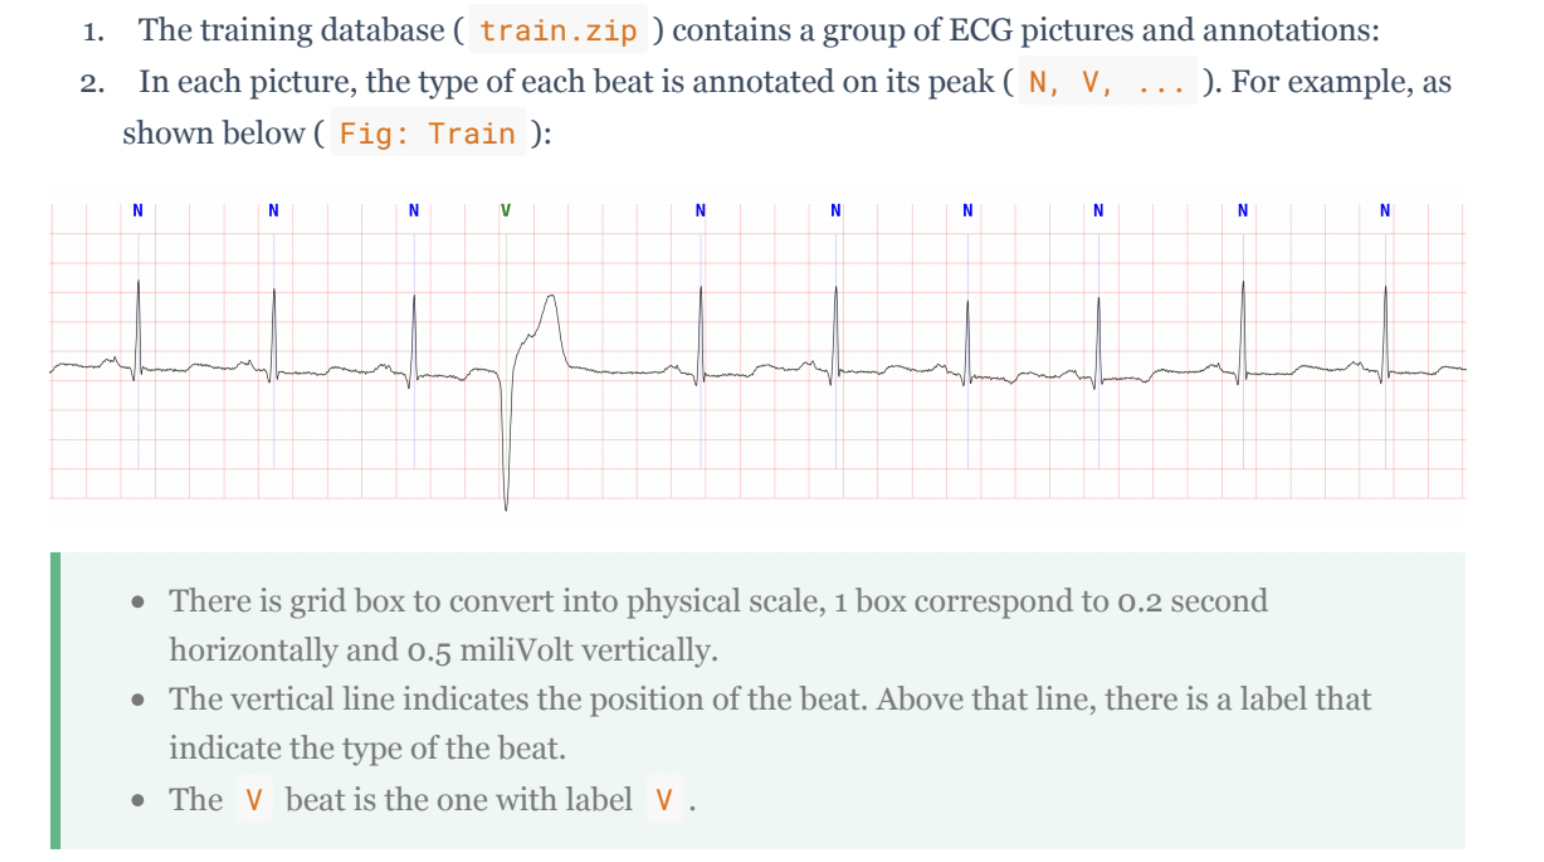 1. The training database ( train.zip ) contains a group of ECG pictures and annotations:
2. In each picture, the type of each beat is annotated on its peak ( N, V, ... ). For example, as
shown below ( Fig: Train ):
N N N V N N N N N N
• There is grid box to convert into physical scale, 1 box correspond to 0.2 second
horizontally and 0.5 miliVolt vertically.
• The vertical line indicates the position of the beat. Above that line, there is a label that
indicate the type of the beat.
• The V beat is the one with label V .